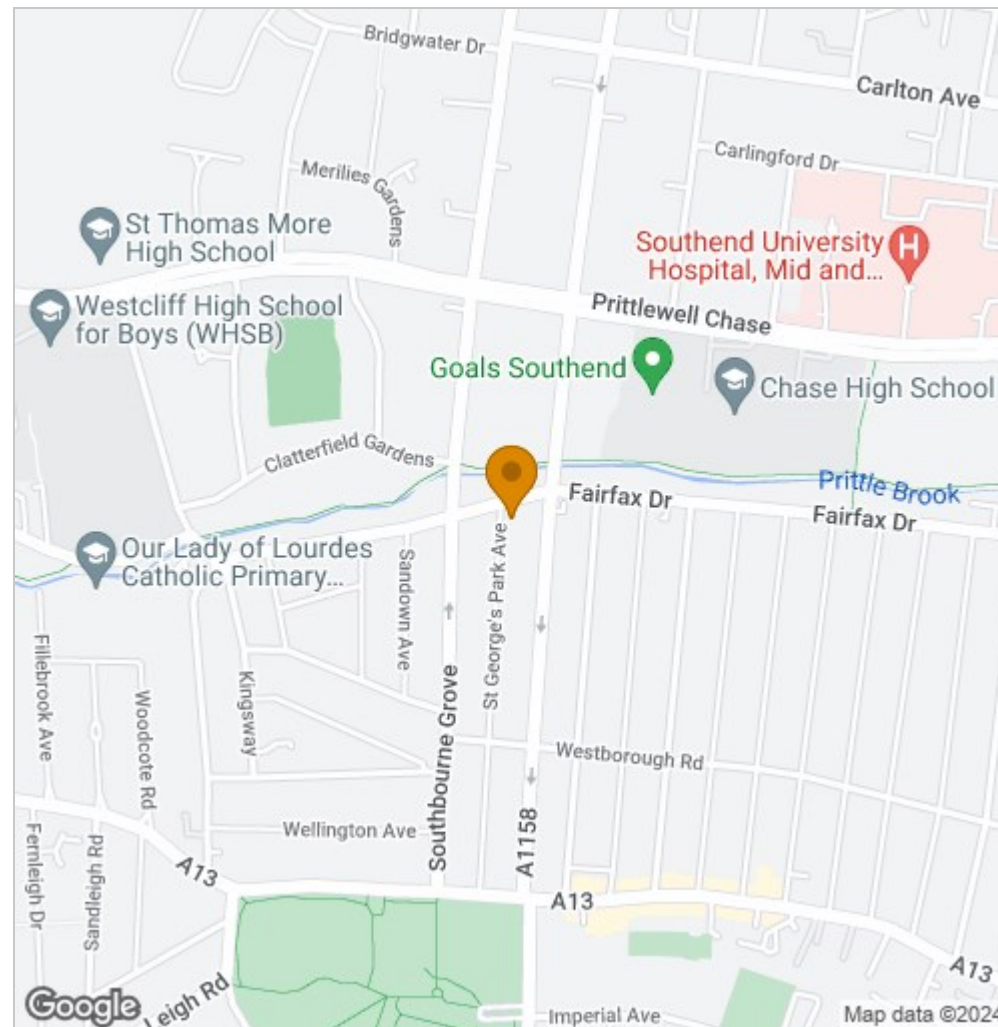 Bridgwater Dr
Carlton Ave
Carlingford Dr
Merilies Gardens
St Thomas More
High School
Southend University
Hospital, Mid and...
H
Westcliff High School
for Boys (WHSB)
Prittlewell Chase
Goals Southend
Chase High School
Clatterfield Gardens
Prittle Brook
Fairfax Dr
Fairfax Dr
Our Lady of Lourdes
Catholic Primary...
Sandown Ave
St George's Park Ave
Fillebrook Ave
Woodcote Rd
Kingsway
Southbourne Grove
Westborough Rd
Wellington Ave
A1158
Fernleigh Dr
Sandleigh Rd
A13
A13
A13
Leigh Rd
Imperial Ave
Google
Map data ©2024